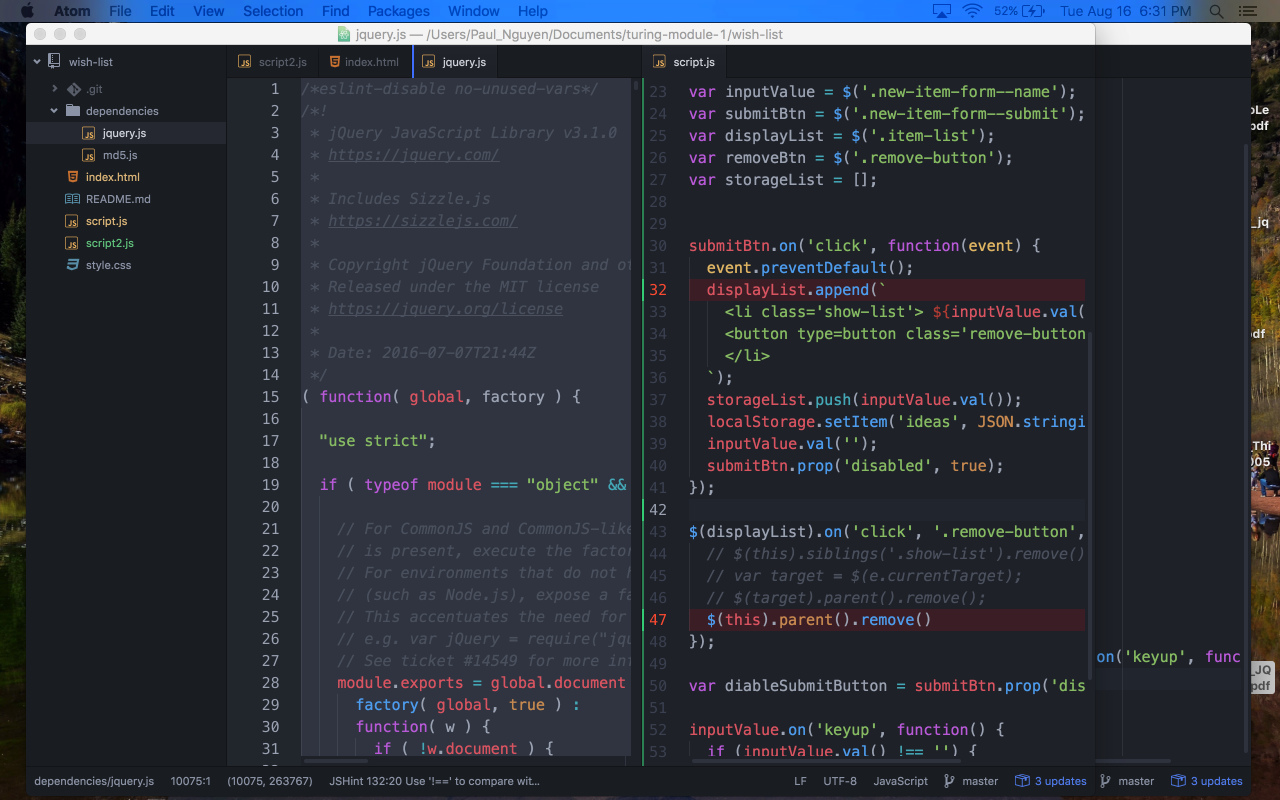 Atom File Edit View Selection Find Packages Window Help 52% Tue Aug 16 6:31 PM
jquery.js — /Users/Paul_Nguyen/Documents/turing-module-1/wish-list
wish-list
.git
dependencies
jquery.js
md5.js
index.html
README.md
script.js
script2.js
style.css
script2.js index.html jquery.js
1 /*eslint-disable no-unused-vars*/
2 /*!
3 * jQuery JavaScript Library v3.1.0
4 * https://jquery.com/
5 *
6 * Includes Sizzle.js
7 * https://sizzlejs.com/
8 *
9 * Copyright jQuery Foundation and ot
10 * Released under the MIT license
11 * https://jquery.org/license
12 *
13 * Date: 2016-07-07T21:44Z
14 */
15 ( function( global, factory ) {
16
17 "use strict";
18
19 if ( typeof module === "object" &&
20
21 // For CommonJS and CommonJS-like
22 // is present, execute the factor
23 // For environments that do not h
24 // (such as Node.js), expose a fa
25 // This accentuates the need for
26 // e.g. var jQuery = require("jqu
27 // See ticket #14549 for more inf
28 module.exports = global.document
29 factory( global, true ) :
30 function( w ) {
31 if ( !w.document ) {
script.js
23 var inputValue = $('.new-item-form--name');
24 var submitBtn = $('.new-item-form--submit');
25 var displayList = $('.item-list');
26 var removeBtn = $('.remove-button');
27 var storageList = [];
28
29
30 submitBtn.on('click', function(event) {
31 event.preventDefault();
32 displayList.append(`
33 <li class='show-list'> ${inputValue.val(
34 <button type=button class='remove-button
35 </li>
36 `);
37 storageList.push(inputValue.val());
38 localStorage.setItem('ideas', JSON.stringi
39 inputValue.val('');
40 submitBtn.prop('disabled', true);
41 });
42
43 $(displayList).on('click', '.remove-button',
44 // $(this).siblings('.show-list').remove()
45 // var target = $(e.currentTarget);
46 // $(target).parent().remove();
47 $(this).parent().remove()
48 });
49
50 var diableSubmitButton = submitBtn.prop('dis
51
52 inputValue.on('keyup', function() {
53 if (inputValue.val() !== '') {
on('keyup', func
bLe
pdf
_jq
pdf
_Thi
005
_JQ
pdf
dependencies/jquery.js 10075:1 (10075, 263767) JSHint 132:20 Use '!==' to compare wit... LF UTF-8 JavaScript master 3 updates master 3 updates